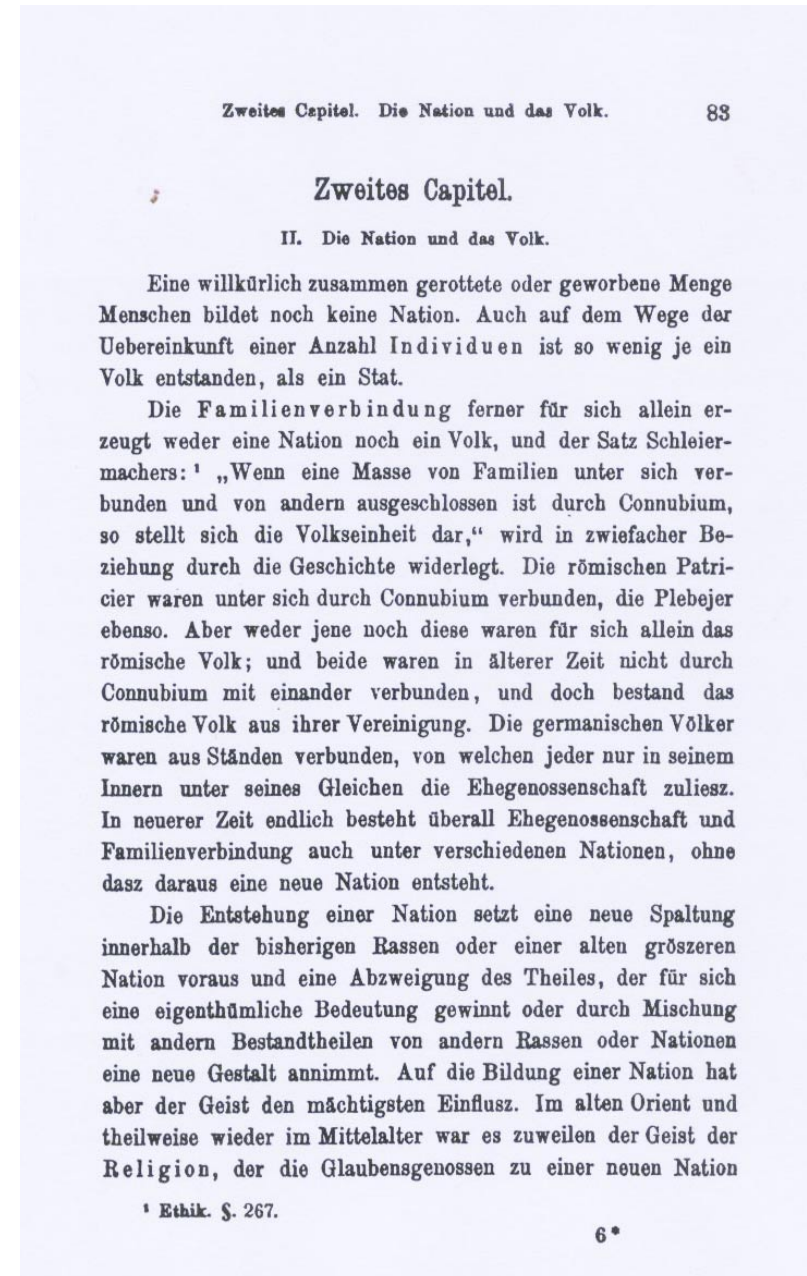 Zweites Capitel. Die Nation und das Volk. 83
Zweites Capitel.
II. Die Nation und das Volk.
Eine willkürlich zusammen gerottete oder geworbene Menge
Menschen bildet noch keine Nation. Auch auf dem Wege der
Uebereinkunft einer Anzahl Individuen ist so wenig je ein
Volk entstanden, als ein Stat.
Die Familienverbindung ferner für sich allein er-
zeugt weder eine Nation noch ein Volk, und der Satz Schleier-
machers: ¹ „Wenn eine Masse von Familien unter sich ver-
bunden und von andern ausgeschlossen ist durch Connubium,
so stellt sich die Volkseinheit dar,“ wird in zwiefacher Be-
ziehung durch die Geschichte widerlegt. Die römischen Patri-
cier waren unter sich durch Connubium verbunden, die Plebejer
ebenso. Aber weder jene noch diese waren für sich allein das
römische Volk; und beide waren in älterer Zeit nicht durch
Connubium mit einander verbunden, und doch bestand das
römische Volk aus ihrer Vereinigung. Die germanischen Völker
waren aus Ständen verbunden, von welchen jeder nur in seinem
Innern unter seines Gleichen die Ehegenossenschaft zuliesz.
In neuerer Zeit endlich besteht überall Ehegenossenschaft und
Familienverbindung auch unter verschiedenen Nationen, ohne
dasz daraus eine neue Nation entsteht.
Die Entstehung einer Nation setzt eine neue Spaltung
innerhalb der bisherigen Rassen oder einer alten gröszeren
Nation voraus und eine Abzweigung des Theiles, der für sich
eine eigenthümliche Bedeutung gewinnt oder durch Mischung
mit andern Bestandtheilen von andern Rassen oder Nationen
eine neue Gestalt annimmt. Auf die Bildung einer Nation hat
aber der Geist den mächtigsten Einflusz. Im alten Orient und
theilweise wieder im Mittelalter war es zuweilen der Geist der
Religion, der die Glaubensgenossen zu einer neuen Nation
¹ Ethik. §. 267.
6*